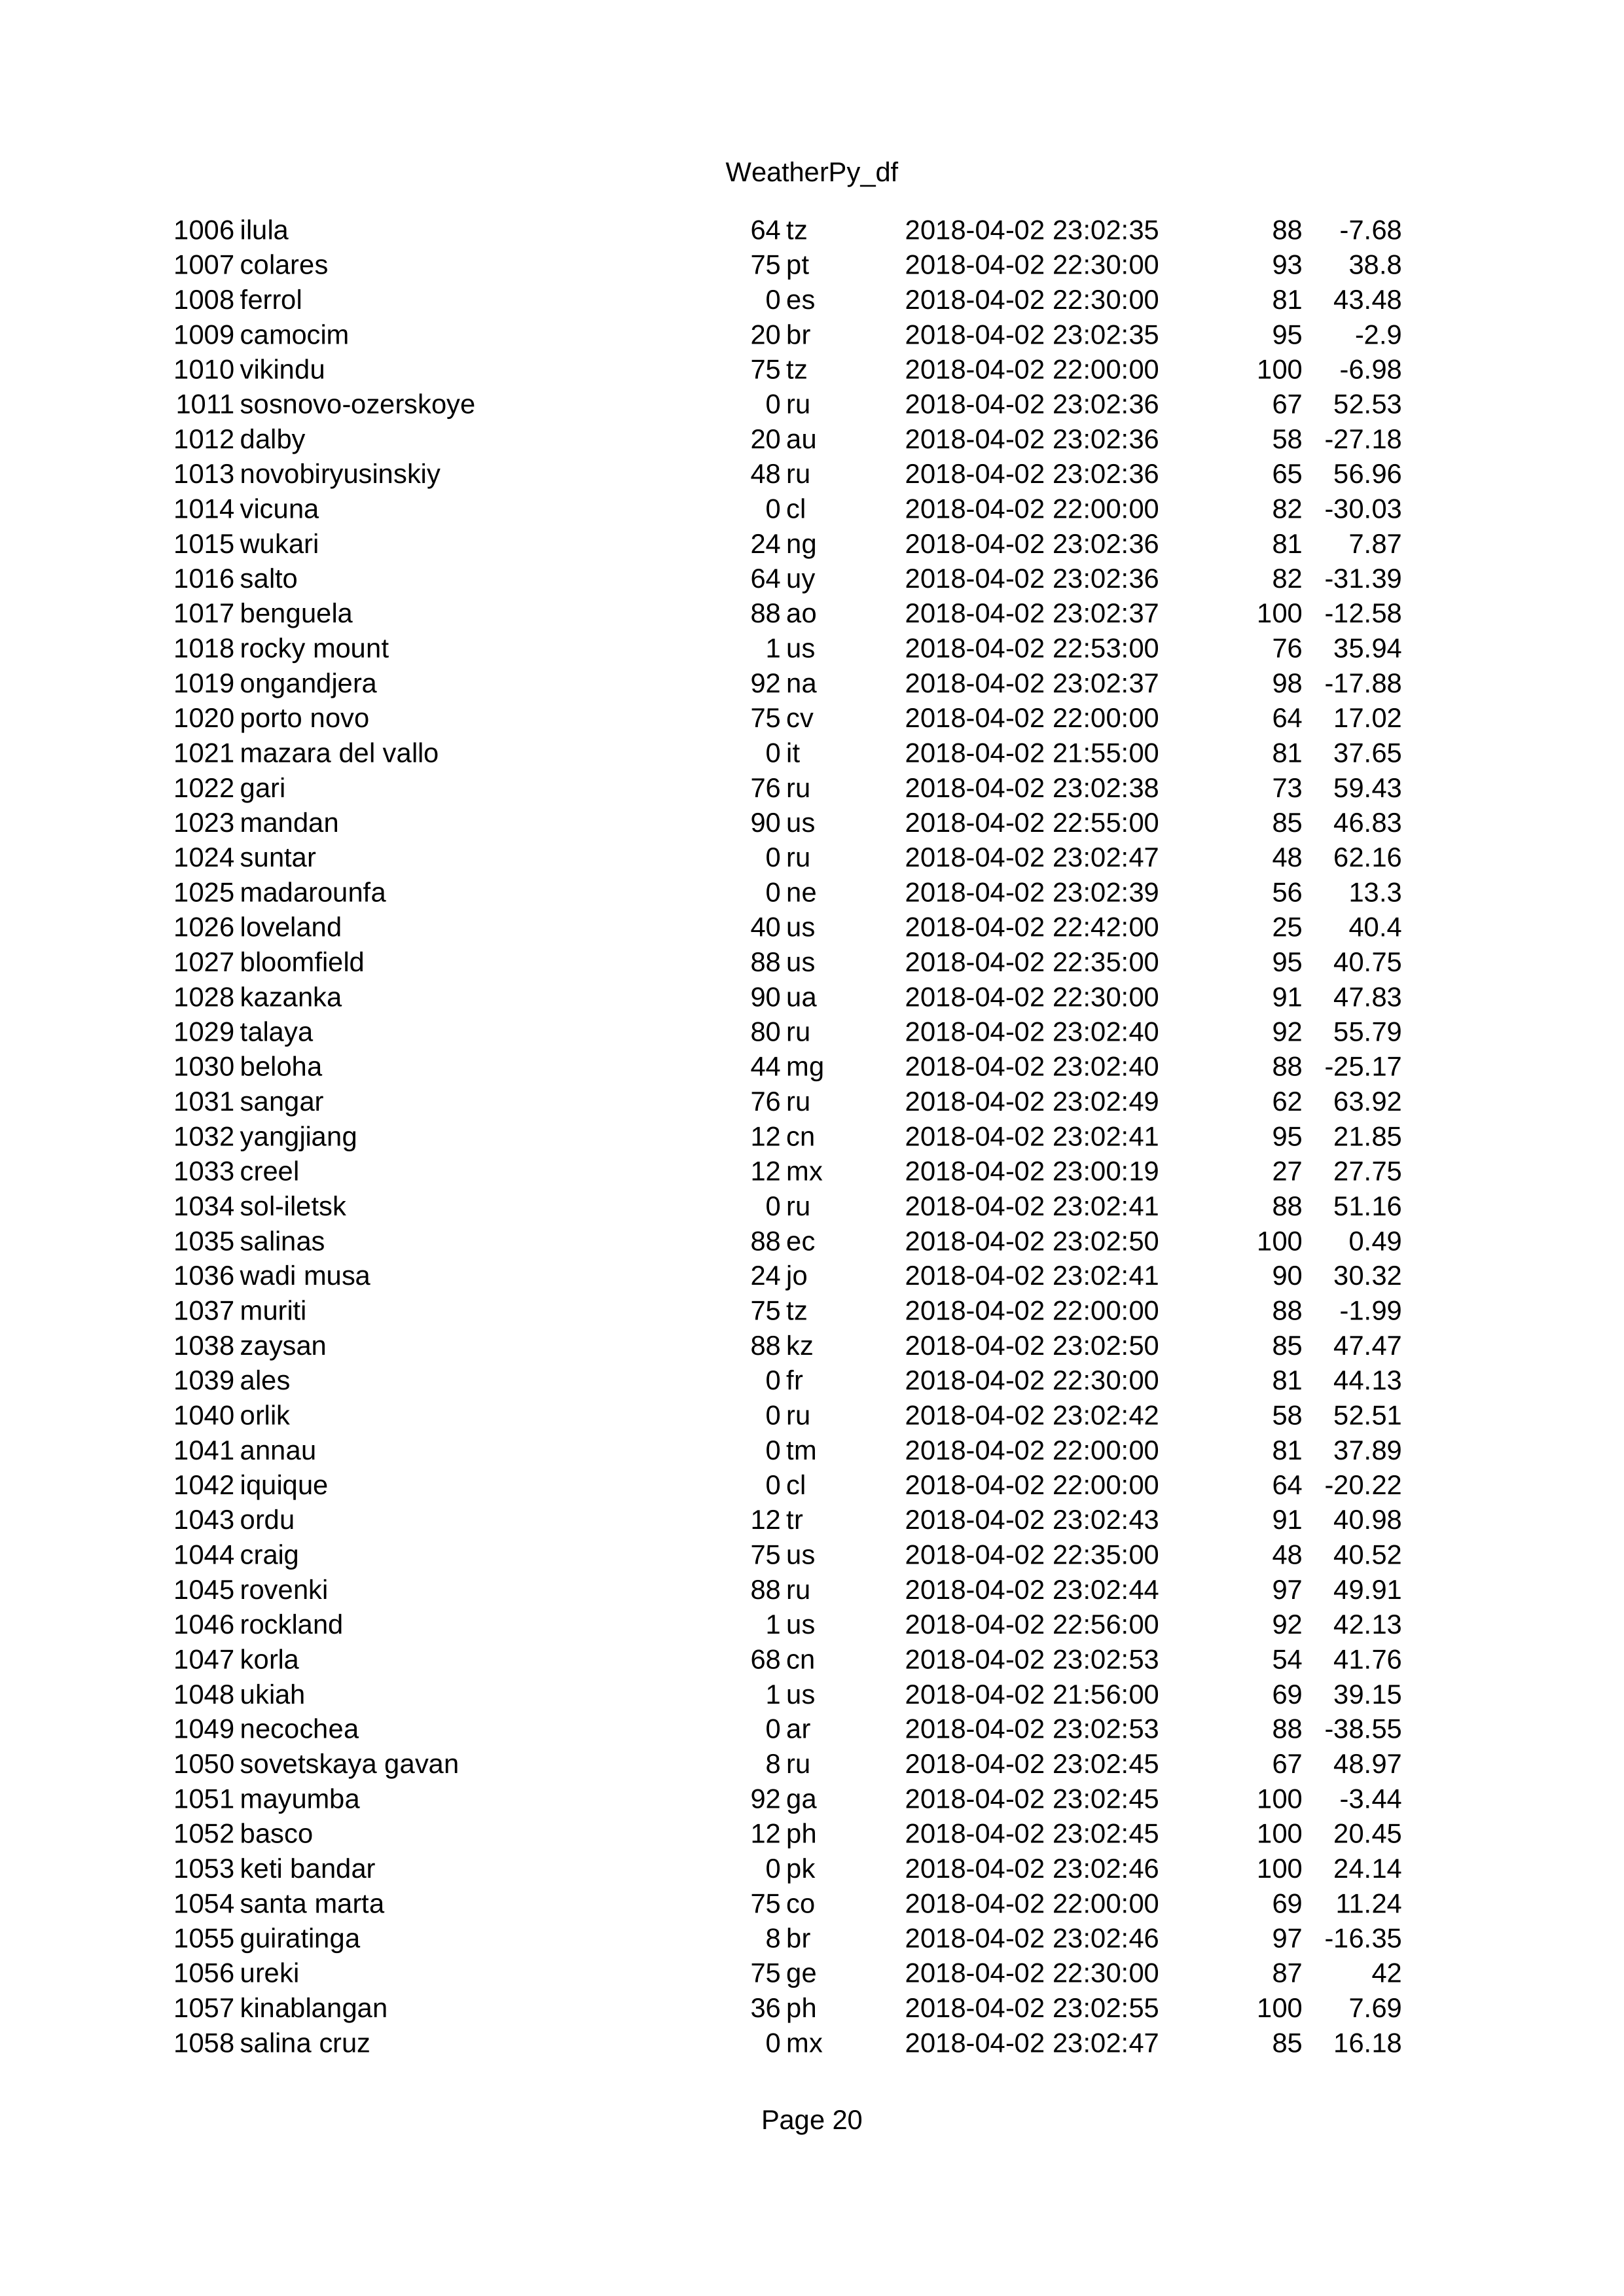 WeatherPy_df
1006 ilula 64 tz 2018-04-02 23:02:35 88 -7.68
1007 colares 75 pt 2018-04-02 22:30:00 93 38.8
1008 ferrol 0 es 2018-04-02 22:30:00 81 43.48
1009 camocim 20 br 2018-04-02 23:02:35 95 -2.9
1010 vikindu 75 tz 2018-04-02 22:00:00 100 -6.98
1011 sosnovo-ozerskoye 0 ru 2018-04-02 23:02:36 67 52.53
1012 dalby 20 au 2018-04-02 23:02:36 58 -27.18
1013 novobiryusinskiy 48 ru 2018-04-02 23:02:36 65 56.96
1014 vicuna 0 cl 2018-04-02 22:00:00 82 -30.03
1015 wukari 24 ng 2018-04-02 23:02:36 81 7.87
1016 salto 64 uy 2018-04-02 23:02:36 82 -31.39
1017 benguela 88 ao 2018-04-02 23:02:37 100 -12.58
1018 rocky mount 1 us 2018-04-02 22:53:00 76 35.94
1019 ongandjera 92 na 2018-04-02 23:02:37 98 -17.88
1020 porto novo 75 cv 2018-04-02 22:00:00 64 17.02
1021 mazara del vallo 0 it 2018-04-02 21:55:00 81 37.65
1022 gari 76 ru 2018-04-02 23:02:38 73 59.43
1023 mandan 90 us 2018-04-02 22:55:00 85 46.83
1024 suntar 0 ru 2018-04-02 23:02:47 48 62.16
1025 madarounfa 0 ne 2018-04-02 23:02:39 56 13.3
1026 loveland 40 us 2018-04-02 22:42:00 25 40.4
1027 bloomfield 88 us 2018-04-02 22:35:00 95 40.75
1028 kazanka 90 ua 2018-04-02 22:30:00 91 47.83
1029 talaya 80 ru 2018-04-02 23:02:40 92 55.79
1030 beloha 44 mg 2018-04-02 23:02:40 88 -25.17
1031 sangar 76 ru 2018-04-02 23:02:49 62 63.92
1032 yangjiang 12 cn 2018-04-02 23:02:41 95 21.85
1033 creel 12 mx 2018-04-02 23:00:19 27 27.75
1034 sol-iletsk 0 ru 2018-04-02 23:02:41 88 51.16
1035 salinas 88 ec 2018-04-02 23:02:50 100 0.49
1036 wadi musa 24 jo 2018-04-02 23:02:41 90 30.32
1037 muriti 75 tz 2018-04-02 22:00:00 88 -1.99
1038 zaysan 88 kz 2018-04-02 23:02:50 85 47.47
1039 ales 0 fr 2018-04-02 22:30:00 81 44.13
1040 orlik 0 ru 2018-04-02 23:02:42 58 52.51
1041 annau 0 tm 2018-04-02 22:00:00 81 37.89
1042 iquique 0 cl 2018-04-02 22:00:00 64 -20.22
1043 ordu 12 tr 2018-04-02 23:02:43 91 40.98
1044 craig 75 us 2018-04-02 22:35:00 48 40.52
1045 rovenki 88 ru 2018-04-02 23:02:44 97 49.91
1046 rockland 1 us 2018-04-02 22:56:00 92 42.13
1047 korla 68 cn 2018-04-02 23:02:53 54 41.76
1048 ukiah 1 us 2018-04-02 21:56:00 69 39.15
1049 necochea 0 ar 2018-04-02 23:02:53 88 -38.55
1050 sovetskaya gavan 8 ru 2018-04-02 23:02:45 67 48.97
1051 mayumba 92 ga 2018-04-02 23:02:45 100 -3.44
1052 basco 12 ph 2018-04-02 23:02:45 100 20.45
1053 keti bandar 0 pk 2018-04-02 23:02:46 100 24.14
1054 santa marta 75 co 2018-04-02 22:00:00 69 11.24
1055 guiratinga 8 br 2018-04-02 23:02:46 97 -16.35
1056 ureki 75 ge 2018-04-02 22:30:00 87 42
1057 kinablangan 36 ph 2018-04-02 23:02:55 100 7.69
1058 salina cruz 0 mx 2018-04-02 23:02:47 85 16.18
Page 20